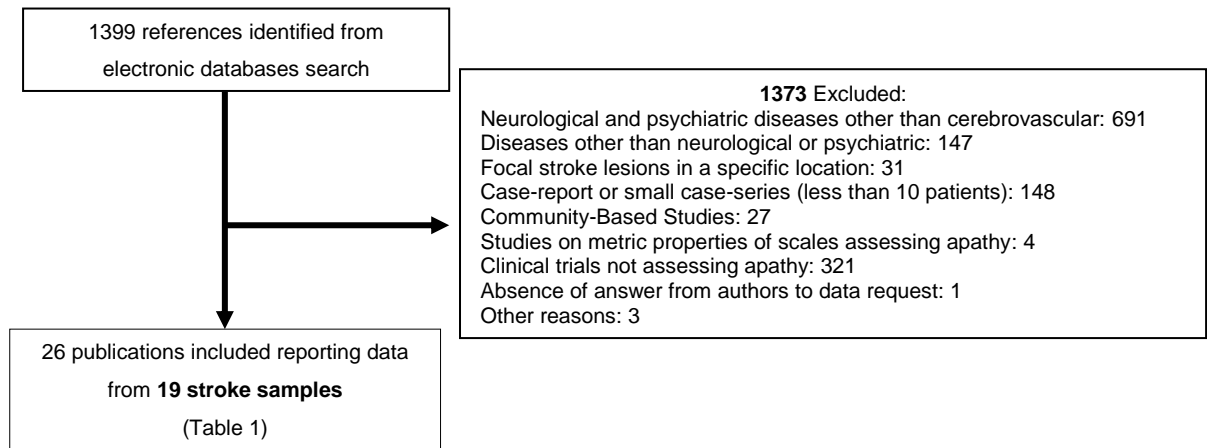 1399 references identified from
electronic databases search
1373 Excluded:
Neurological and psychiatric diseases other than cerebrovascular: 691
Diseases other than neurological or psychiatric: 147
Focal stroke lesions in a specific location: 31
Case-report or small case-series (less than 10 patients): 148
Community-Based Studies: 27
Studies on metric properties of scales assessing apathy: 4
Clinical trials not assessing apathy: 321
Absence of answer from authors to data request: 1
Other reasons: 3
26 publications included reporting data
from 19 stroke samples
(Table 1)